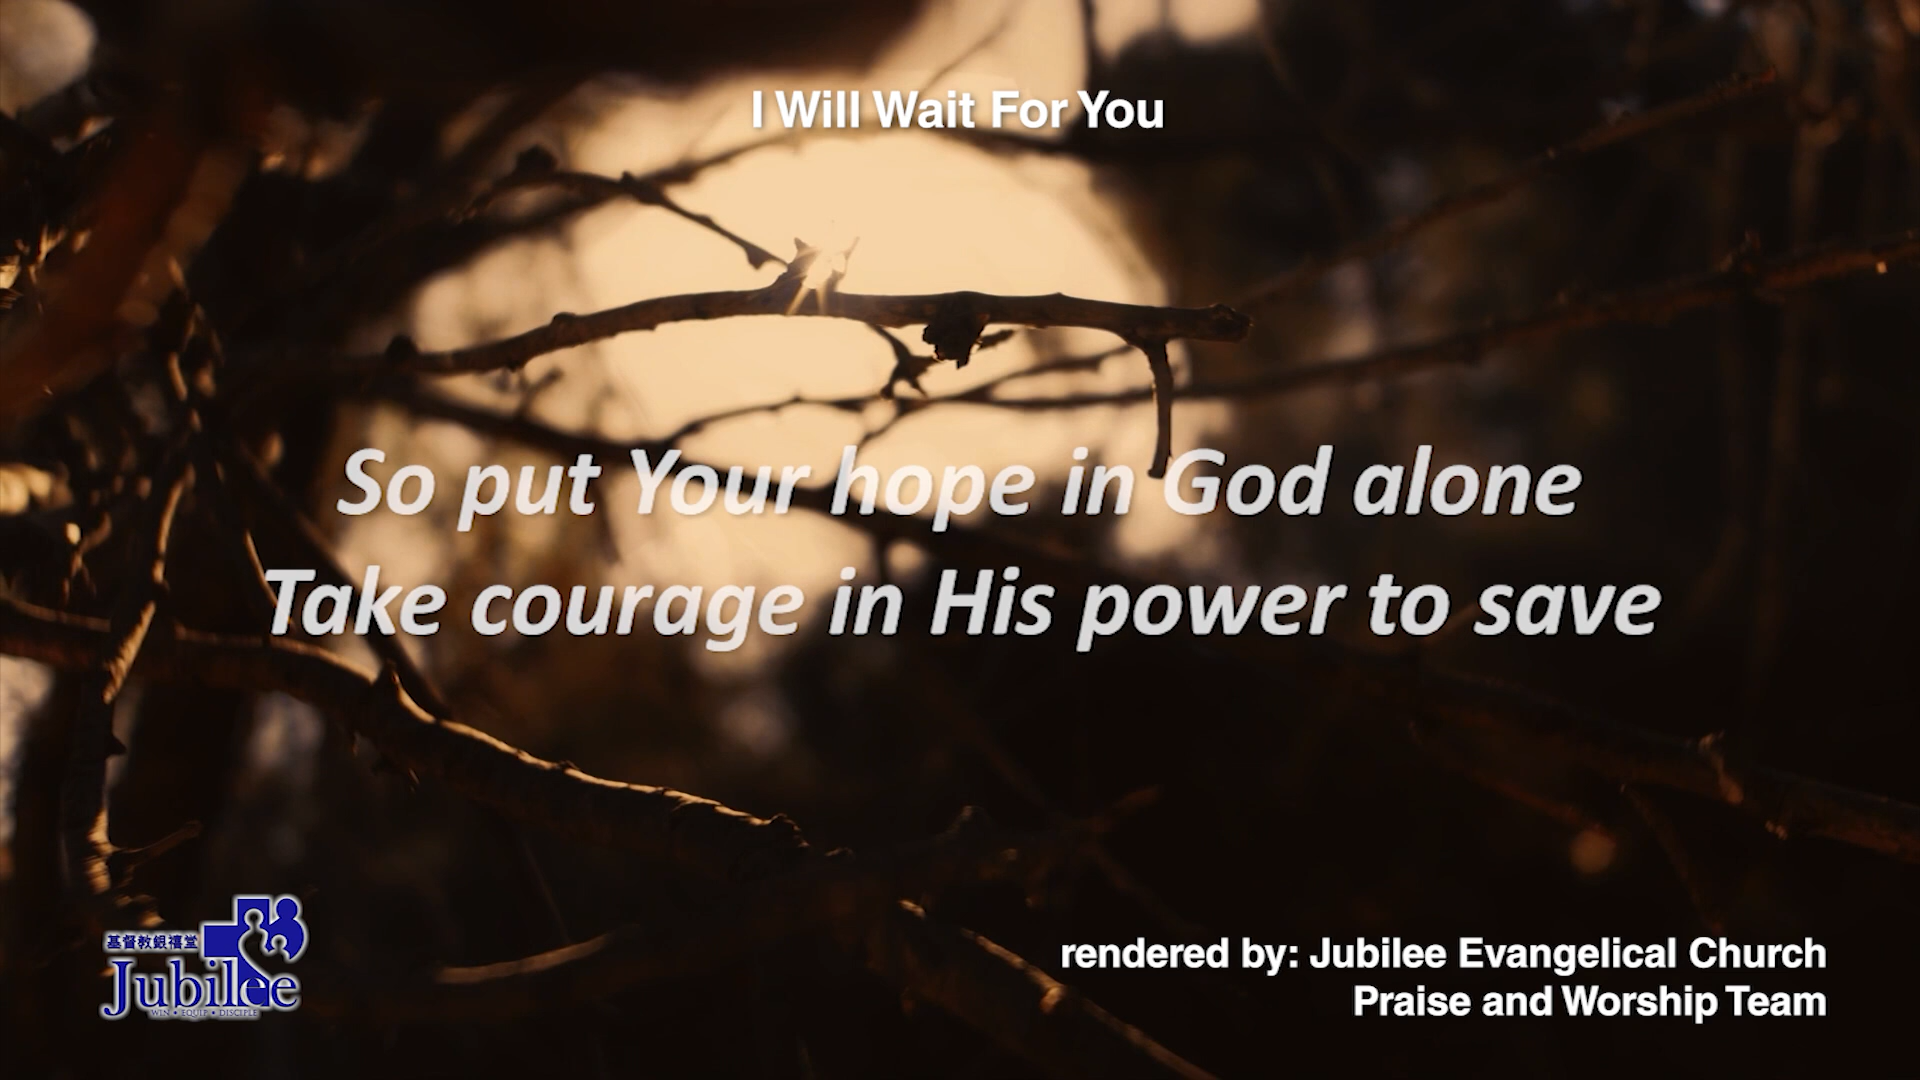 I Will Wait For You
So put Your hope in God alone
Take courage in His power to save
基督教銀禧堂
Jubilee
WIN • EQUIP • DISCIPLE
rendered by: Jubilee Evangelical Church
Praise and Worship Team